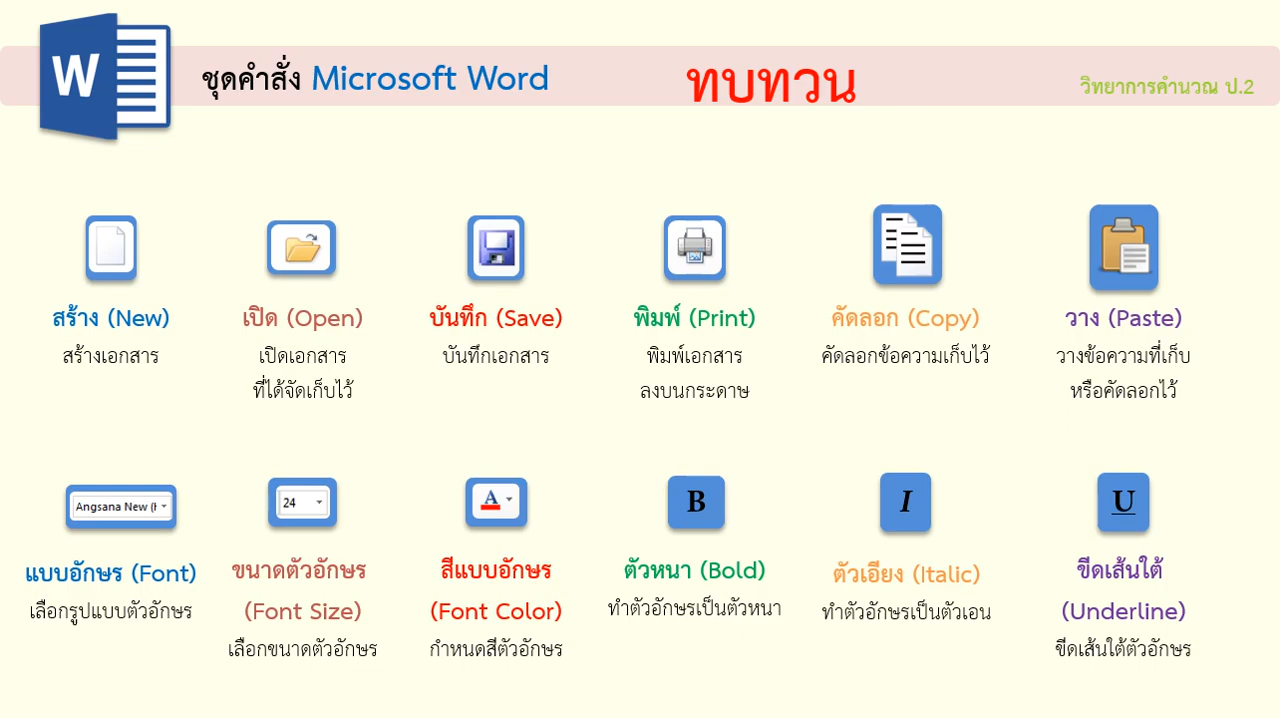 W
ชุดคำสั่ง Microsoft Word
ทบทวน
วิทยาการคำนวณ ป.2
สร้าง (New)
สร้างเอกสาร
เปิด (Open)
เปิดเอกสาร
ที่ได้จัดเก็บไว้
บันทึก (Save)
บันทึกเอกสาร
พิมพ์ (Print)
พิมพ์เอกสาร
ลงบนกระดาษ
คัดลอก (Copy)
คัดลอกข้อความเก็บไว้
วาง (Paste)
วางข้อความที่เก็บ
หรือคัดลอกไว้
Angsana New (H
แบบอักษร (Font)
เลือกรูปแบบตัวอักษร
24
ขนาดตัวอักษร
(Font Size)
เลือกขนาดตัวอักษร
A
สีแบบอักษร
(Font Color)
กำหนดสีตัวอักษร
B
ตัวหนา (Bold)
ทำตัวอักษรเป็นตัวหนา
I
ตัวเอียง (Italic)
ทำตัวอักษรเป็นตัวเอน
U
ขีดเส้นใต้
(Underline)
ขีดเส้นใต้ตัวอักษร